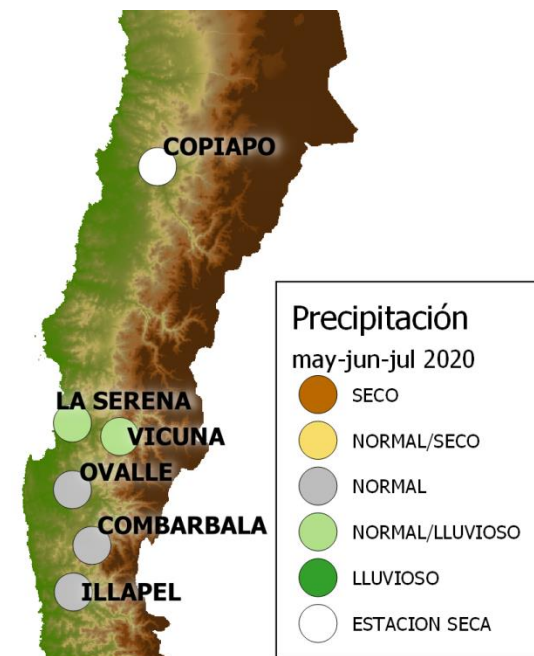 COPIAPO
LA SERENA
VICUNA
OVALLE
COMBARBALA
ILLAPEL
Precipitación
may-jun-jul 2020
SECO
NORMAL/SECO
NORMAL
NORMAL/LLUVIOSO
LLUVIOSO
ESTACION SECA